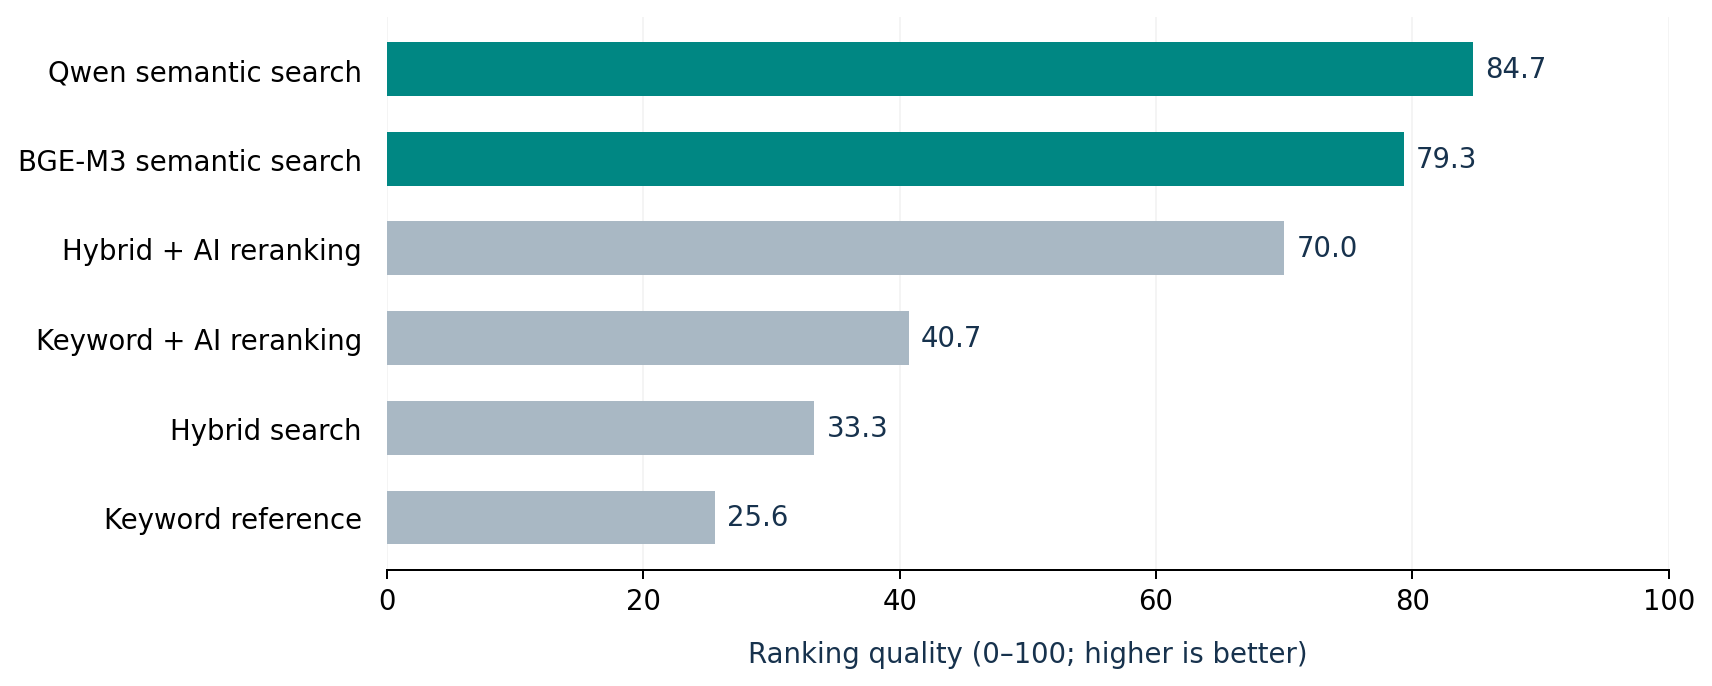 Qwen semantic search 84.7
BGE-M3 semantic search 79.3
Hybrid + AI reranking 70.0
Keyword + AI reranking 40.7
Hybrid search 33.3
Keyword reference 25.6
0 20 40 60 80 100
Ranking quality (0–100; higher is better)